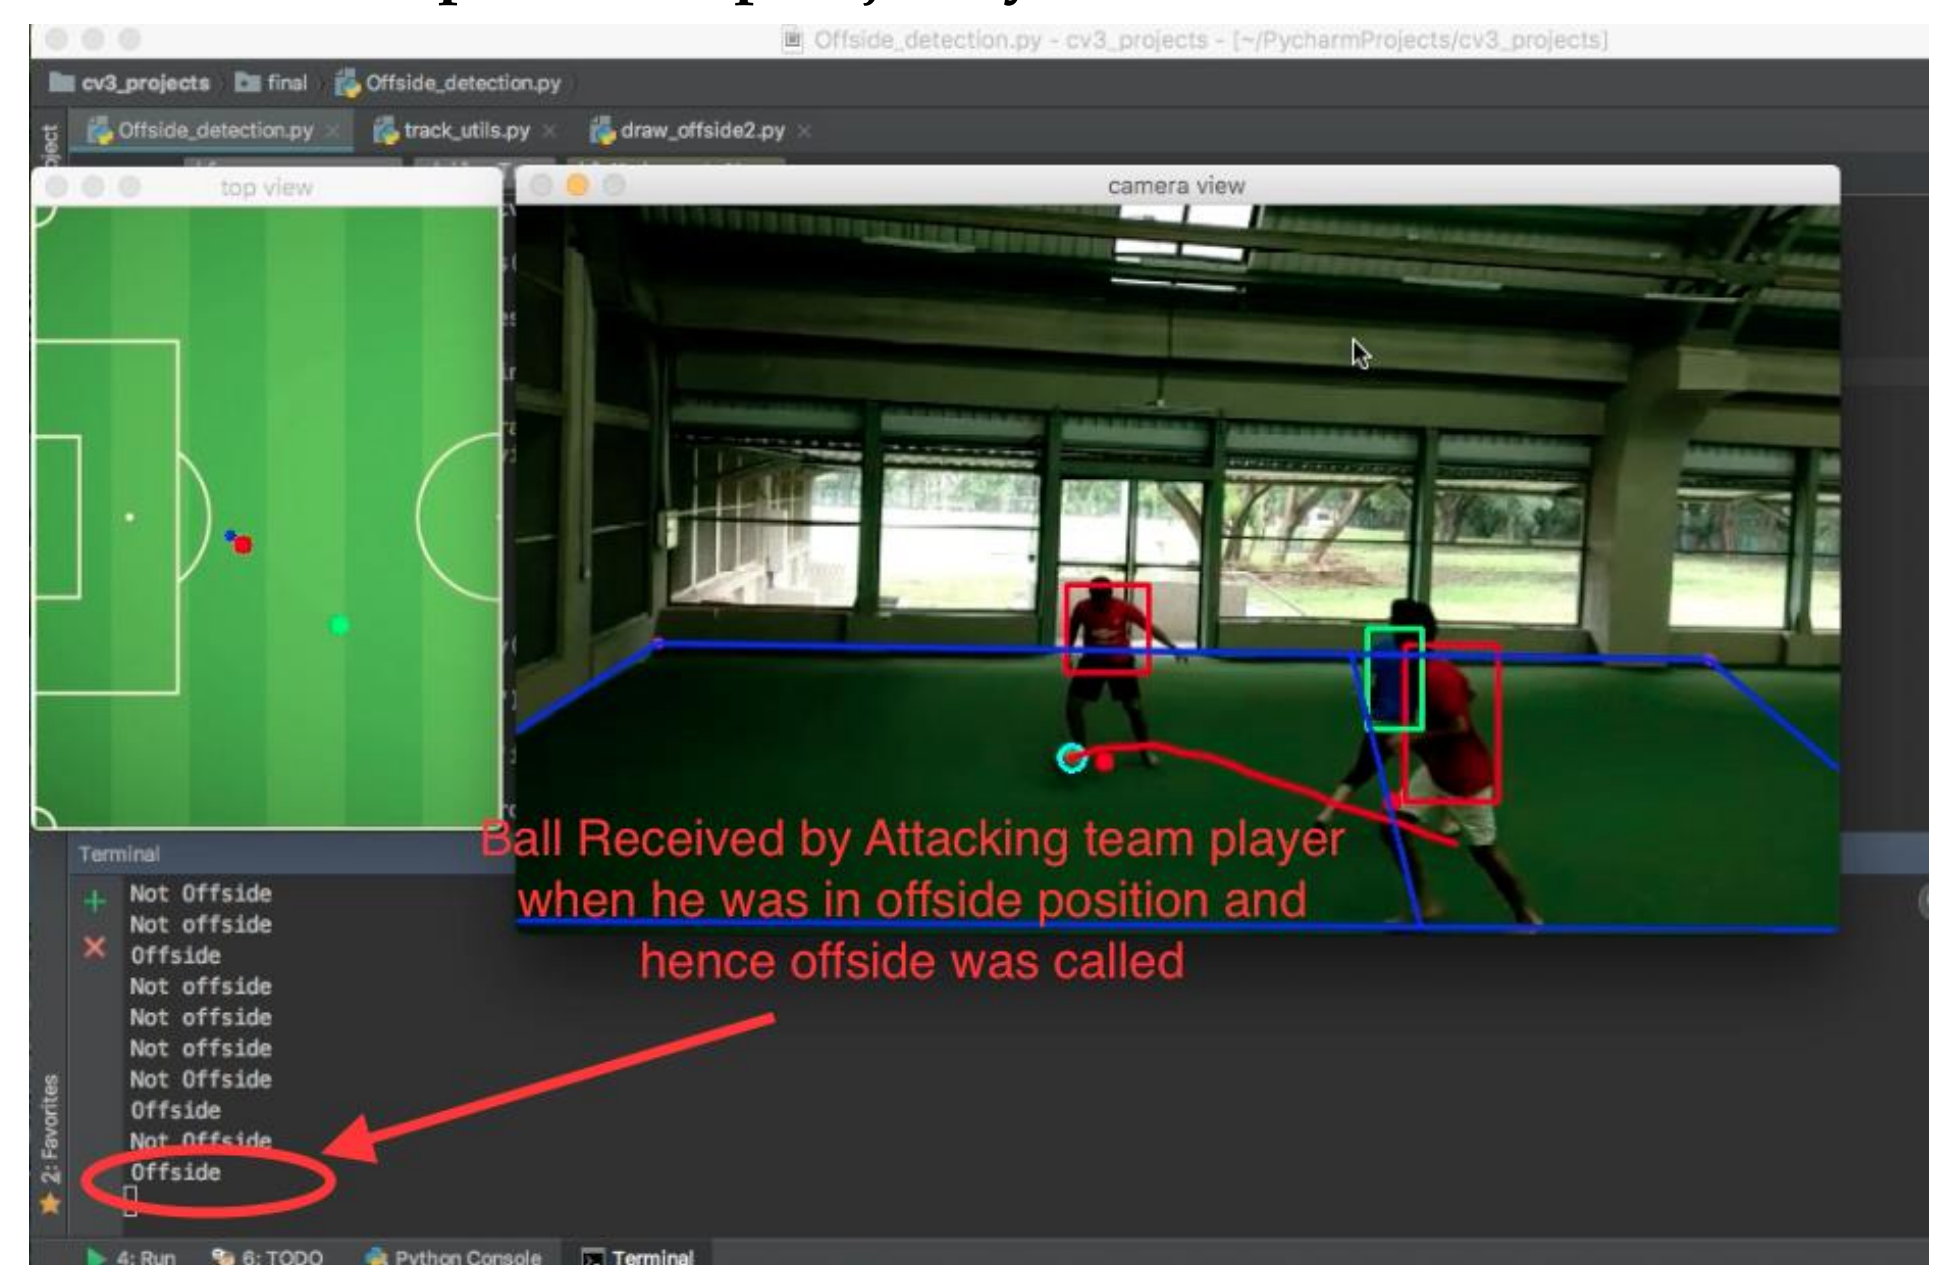 Offside_detection.py - cv3_projects - [~/PycharmProjects/cv3_projects]
cv3_projects final Offside_detection.py
Offside_detection.py track_utils.py draw_offside2.py
top view
camera view
Ball Received by Attacking team player
when he was in offside position and
hence offside was called
Terminal
Not Offside
Not offside
Offside
Not offside
Not offside
Not offside
Not Offside
Offside
Not Offside
Offside
2: Favorites
4: Run 6: TODO Python Console Terminal